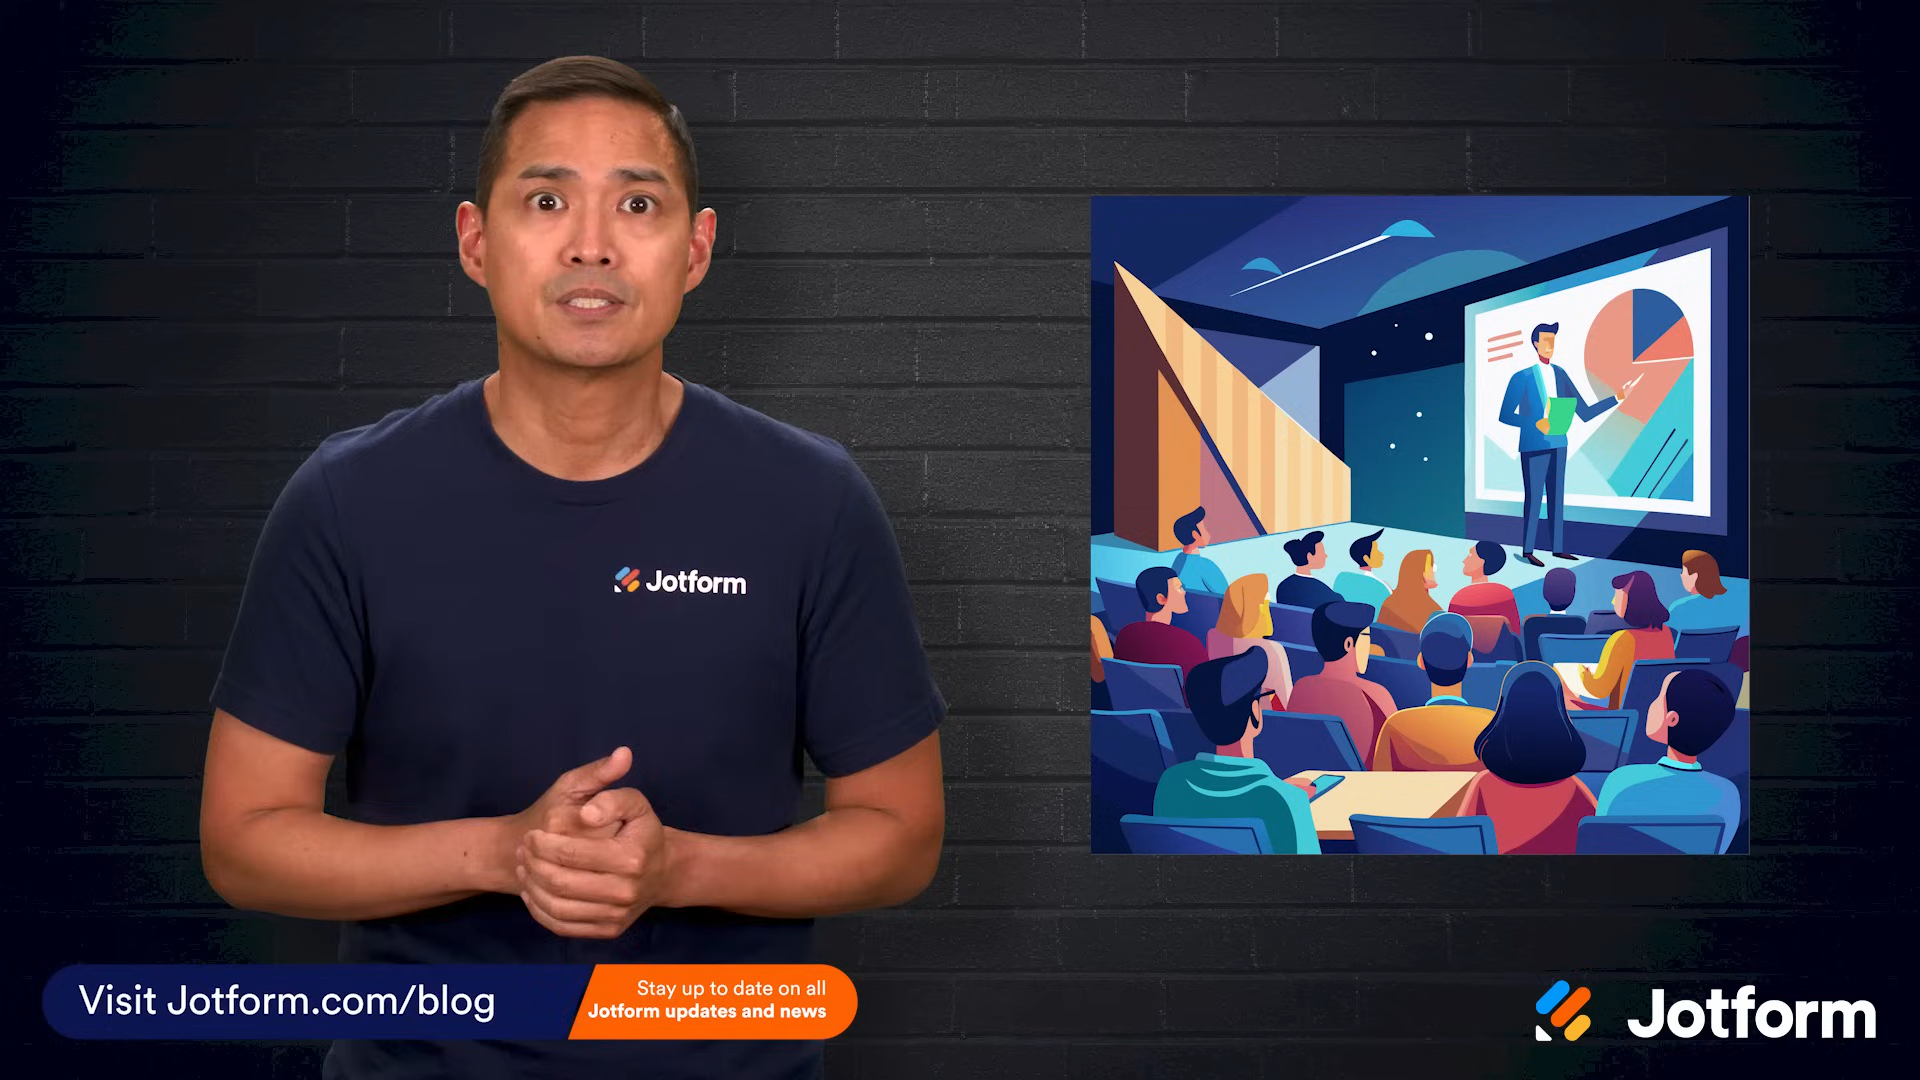 Jotform
Visit Jotform.com/blog
Stay up to date on all
Jotform updates and news
Jotform